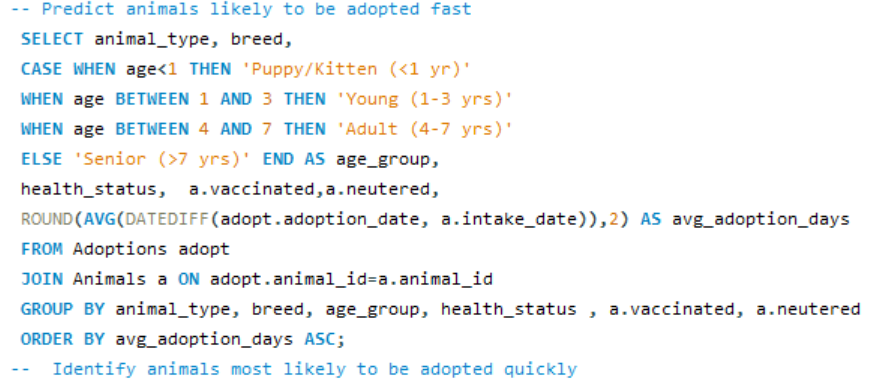 -- Predict animals likely to be adopted fast
SELECT animal_type, breed,
CASE WHEN age<1 THEN 'Puppy/Kitten (<1 yr)'
WHEN age BETWEEN 1 AND 3 THEN 'Young (1-3 yrs)'
WHEN age BETWEEN 4 AND 7 THEN 'Adult (4-7 yrs)'
ELSE 'Senior (>7 yrs)' END AS age_group,
health_status,  a.vaccinated,a.neutered,
ROUND(AVG(DATEDIFF(adopt.adoption_date, a.intake_date)),2) AS avg_adoption_days
FROM Adoptions adopt
JOIN Animals a ON adopt.animal_id=a.animal_id
GROUP BY animal_type, breed, age_group, health_status , a.vaccinated, a.neutered
ORDER BY avg_adoption_days ASC;
--  Identify animals most likely to be adopted quickly